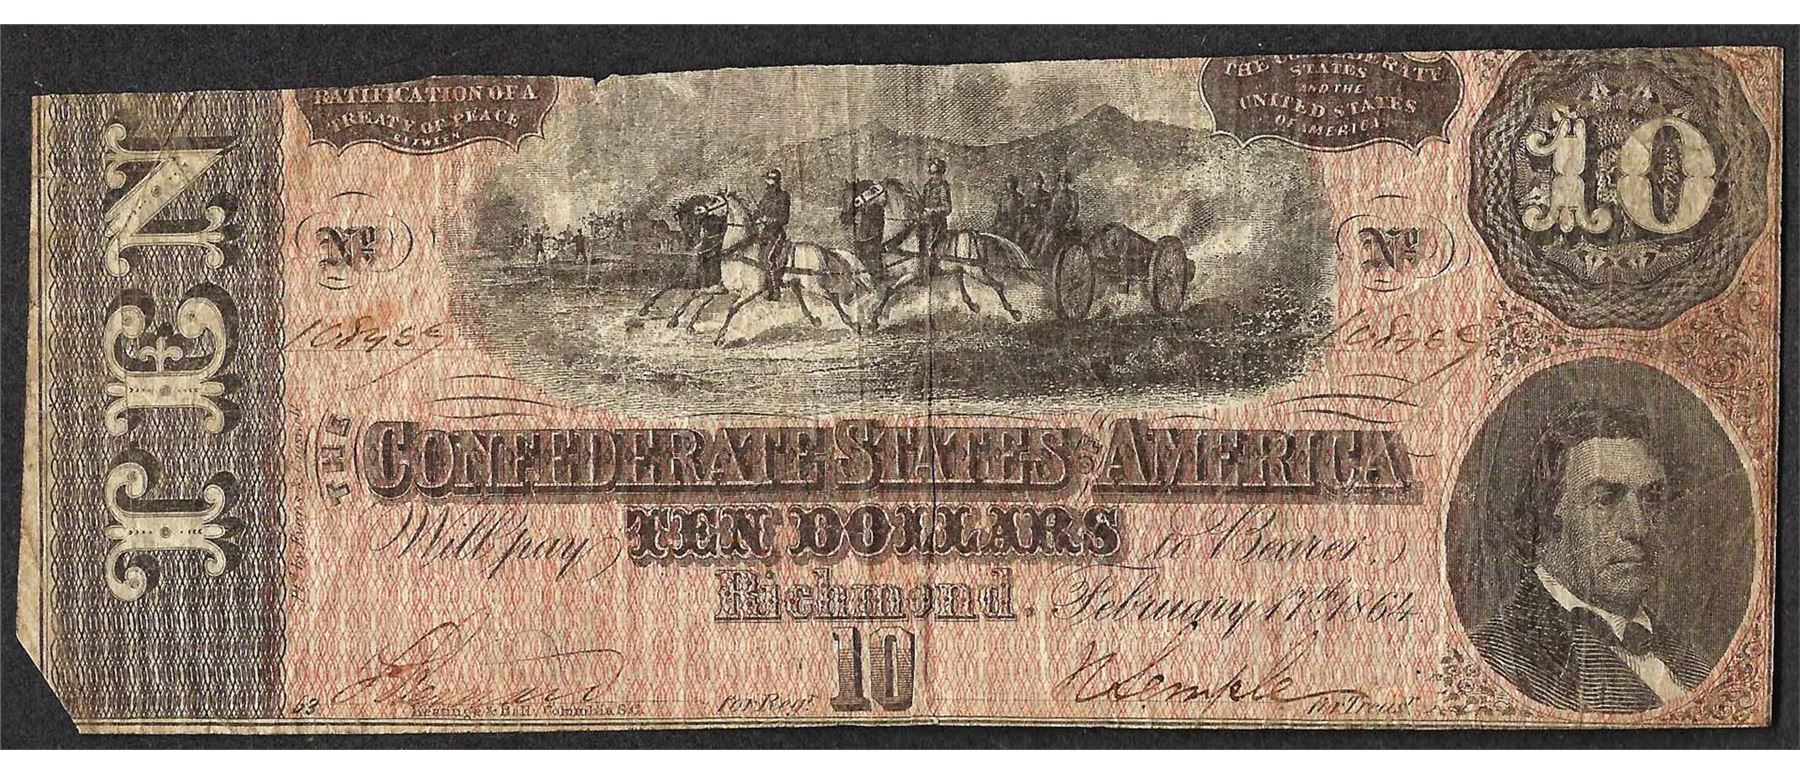 RATIFICATION OF A
TREATY OF PEACE
BETWEEN
THE CONFEDERATE
STATES
AND THE
UNITED STATES
OF AMERICA
10
TEN
No
No
THE
CONFEDERATE STATES OF AMERICA
Will pay TEN DOLLARS to Bearer.
Richmond, February 17th 1864.
10
for Regr.
for Treasr.
Keatinge & Ball, Columbia S.C.